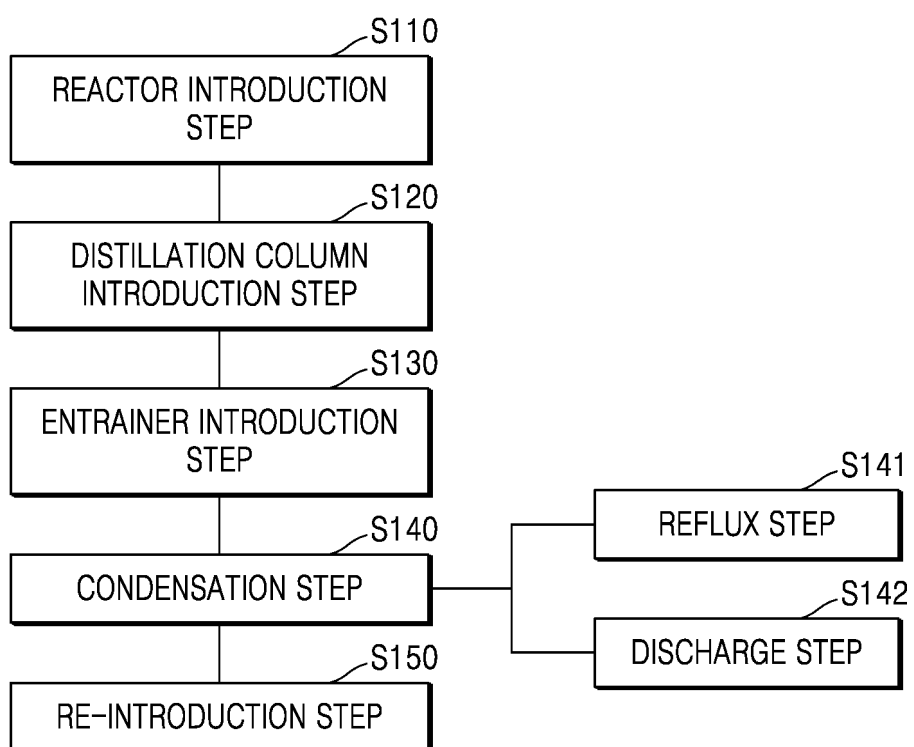 S110
REACTOR INTRODUCTION
STEP
S120
DISTILLATION COLUMN
INTRODUCTION STEP
S130
ENTRAINER INTRODUCTION
STEP
S140
CONDENSATION STEP
S141
REFLUX STEP
S142
DISCHARGE STEP
S150
RE-INTRODUCTION STEP